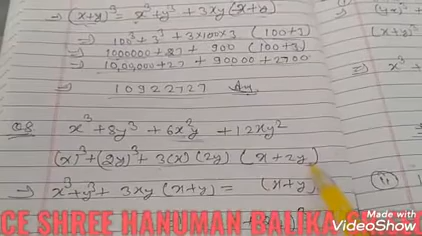 → (x+y)³ = x³+y³ + 3xy (x+y)
⇒ 100³ + 3³ + 3×100×3 (100+3)
⇒ 1000000 + 27 + 900 (100+3)
⇒ 10,00,000 + 27 + 90000 + 2700
⇒ 10922727 Ans
Q8. x³ + 8y³ + 6x²y + 12xy²
(x)³ + (2y)³ + 3(x) (2y) (x+2y)
⇒ x³+y³ + 3xy (x+y) = (x+y)
CE SHREE HANUMAN BALIKA
Made with
VideoShow